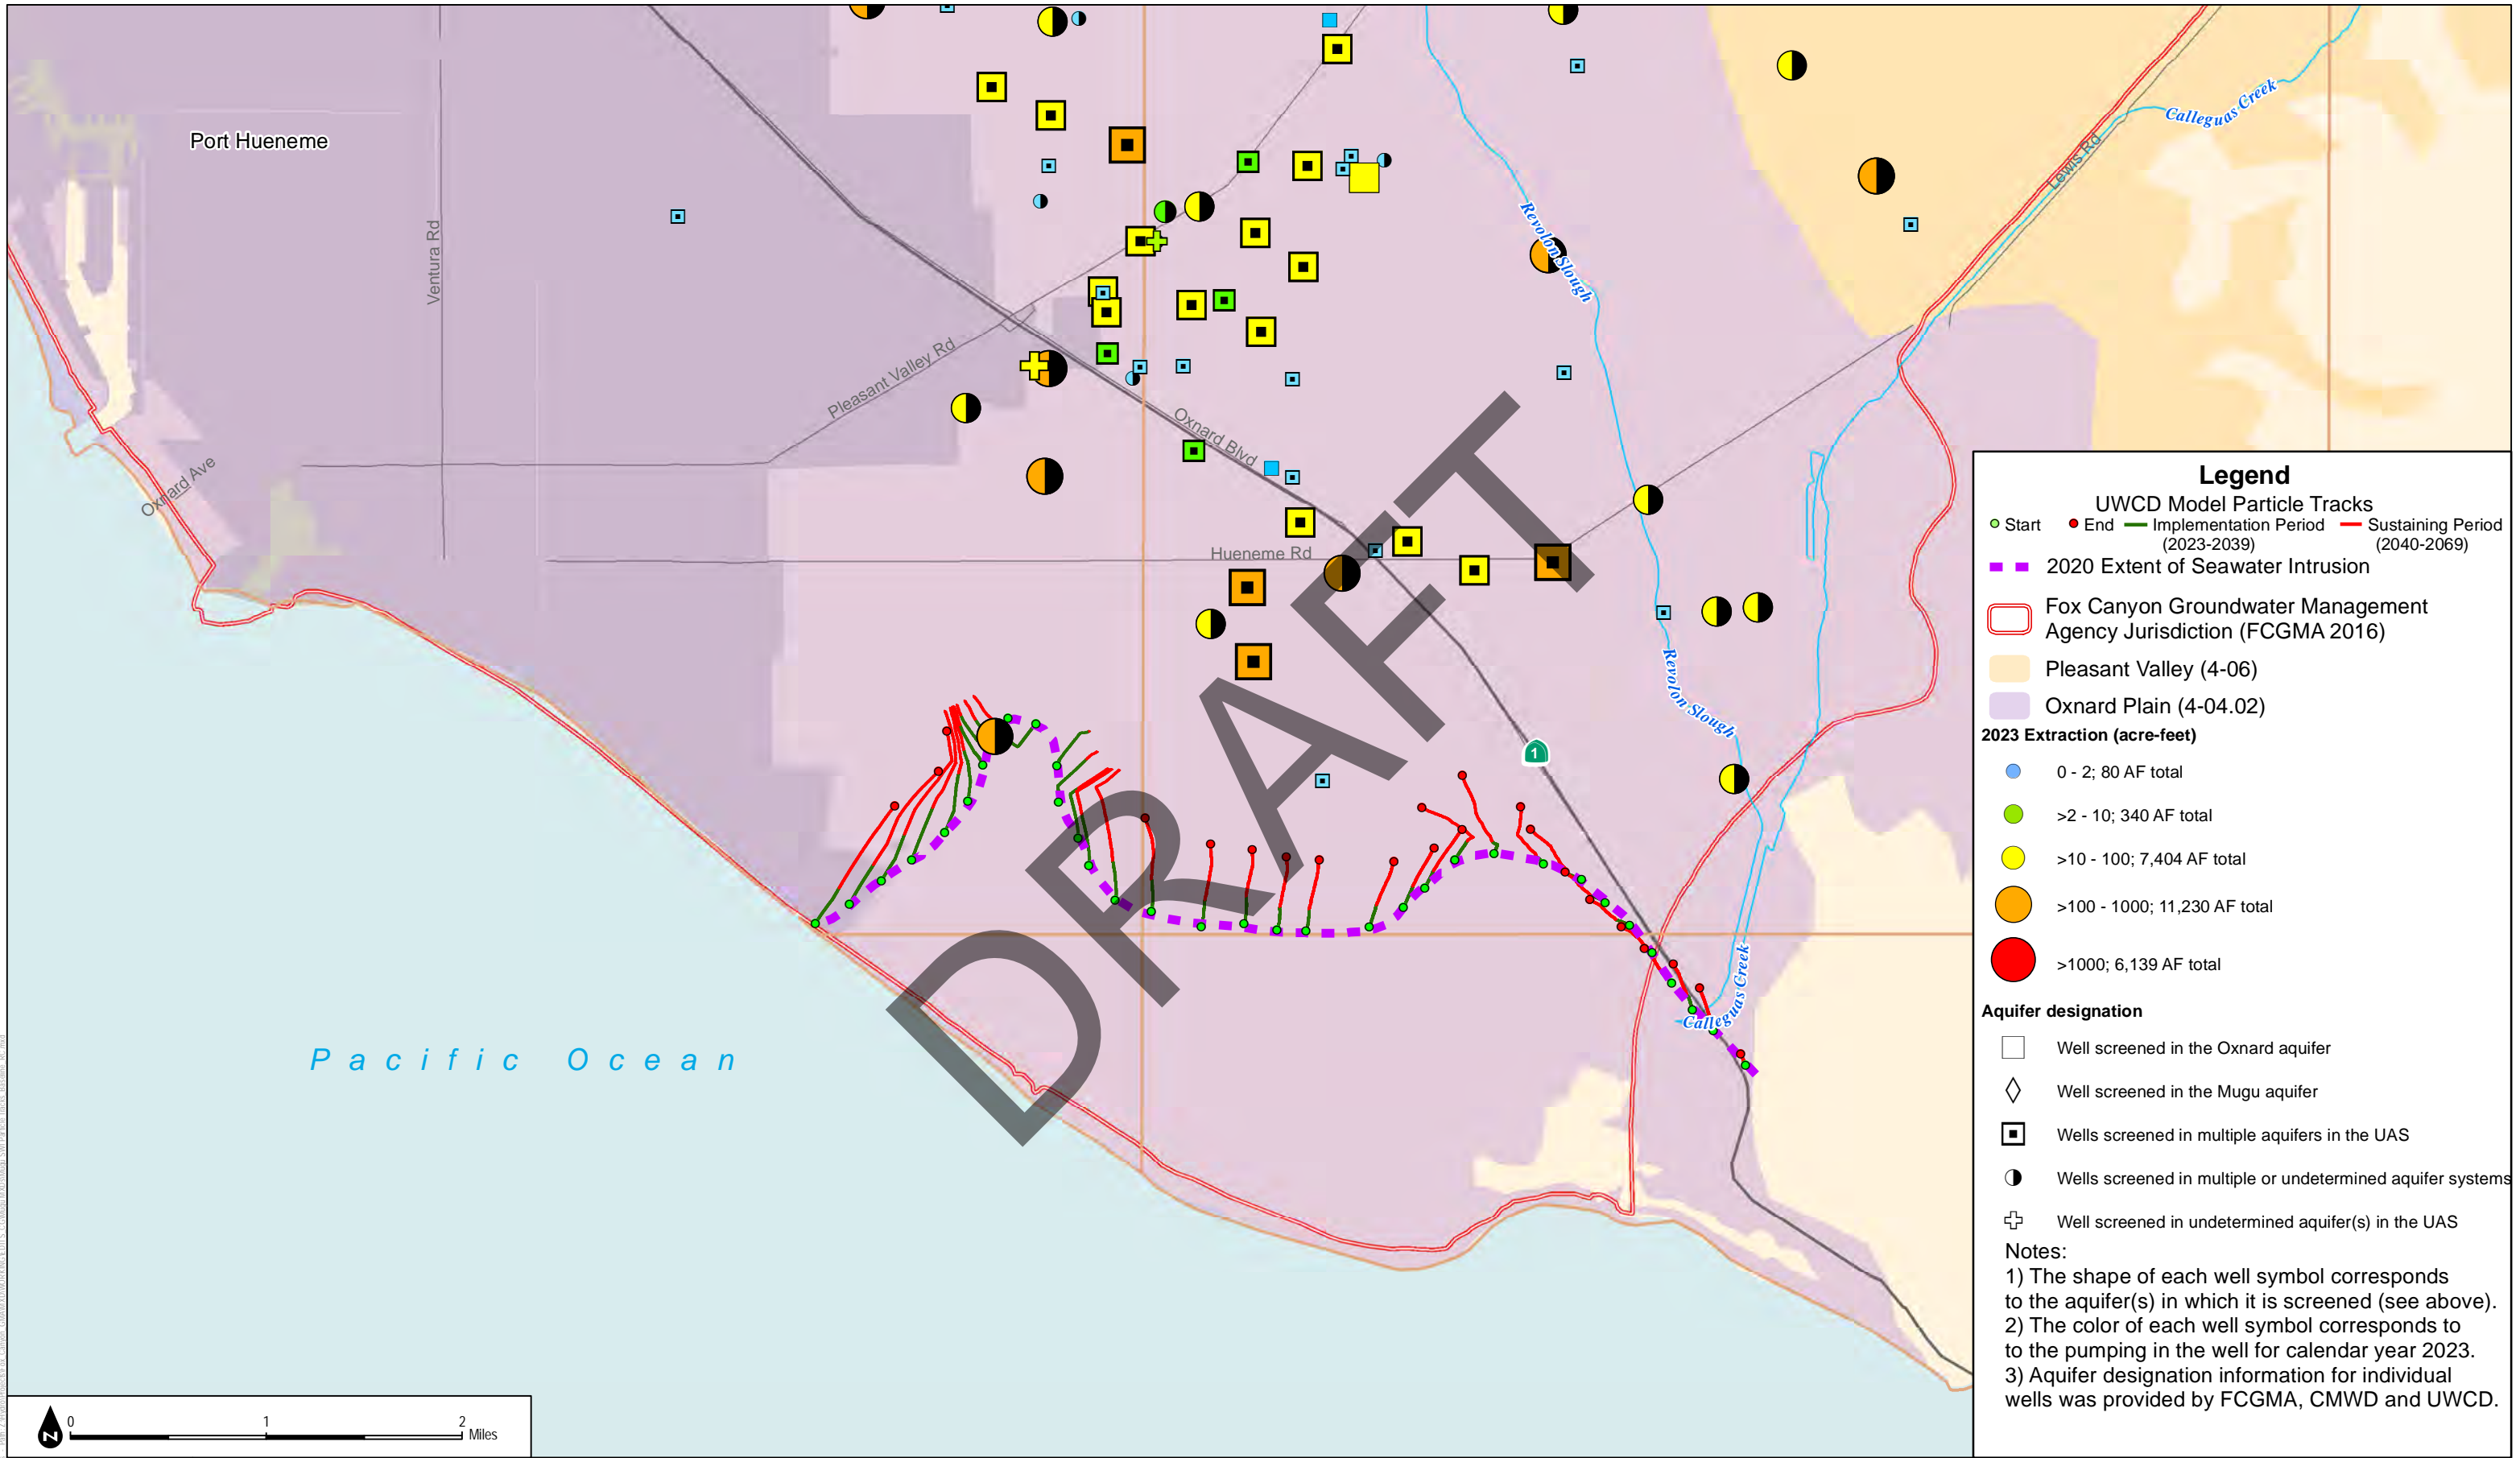 Port Hueneme
Ventura Rd
Oxnard Ave
Pleasant Valley Rd
Oxnard Blvd
Hueneme Rd
Lewis Rd
Calleguas Creek
Revolon Slough
Revolon Slough
Calleguas Creek
1
Pacific Ocean
DRAFT
N
0 1 2 Miles
Legend
UWCD Model Particle Tracks
Start End Implementation Period Sustaining Period
(2023-2039) (2040-2069)
2020 Extent of Seawater Intrusion
Fox Canyon Groundwater Management
Agency Jurisdiction (FCGMA 2016)
Pleasant Valley (4-06)
Oxnard Plain (4-04.02)
2023 Extraction (acre-feet)
0 - 2; 80 AF total
>2 - 10; 340 AF total
>10 - 100; 7,404 AF total
>100 - 1000; 11,230 AF total
>1000; 6,139 AF total
Aquifer designation
Well screened in the Oxnard aquifer
Well screened in the Mugu aquifer
Wells screened in multiple aquifers in the UAS
Wells screened in multiple or undetermined aquifer systems
Well screened in undetermined aquifer(s) in the UAS
Notes:
1) The shape of each well symbol corresponds
to the aquifer(s) in which it is screened (see above).
2) The color of each well symbol corresponds to
to the pumping in the well for calendar year 2023.
3) Aquifer designation information for individual
wells was provided by FCGMA, CMWD and UWCD.